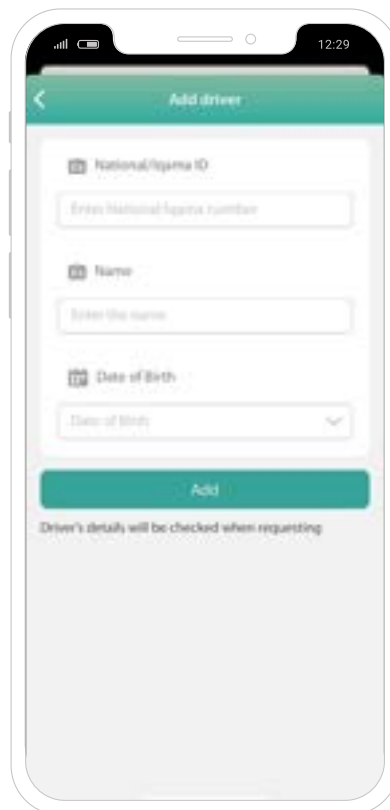 12:29
Add driver
National/Iqama ID
Enter National/Iqama number
Name
Enter the name
Date of Birth
Date of Birth
Add
Driver's details will be checked when requesting